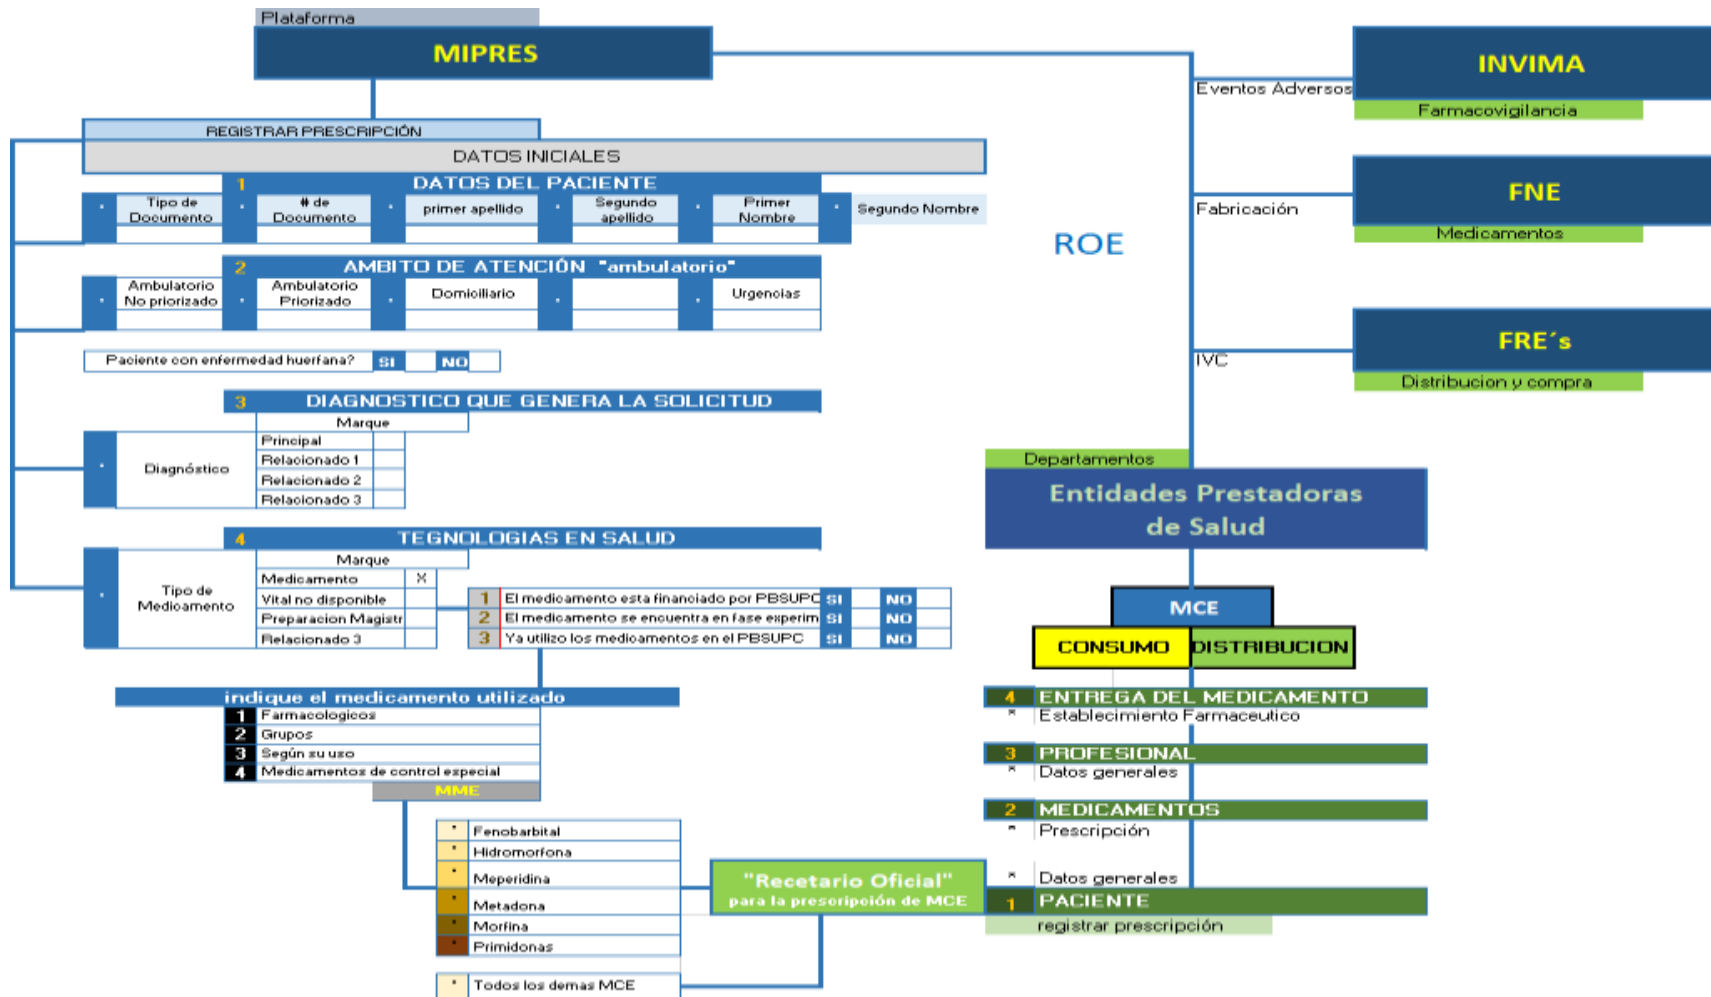 Plataforma
MIPRES
REGISTRAR PRESCRIPCIÓN
DATOS INICIALES
1 DATOS DEL PACIENTE
* Tipo de Documento * # de Documento * primer apellido * Segundo apellido * Primer Nombre * Segundo Nombre
2 AMBITO DE ATENCIÓN "ambulatorio"
* Ambulatorio No priorizado * Ambulatorio Priorizado * Domiciliario * * Urgencias
Paciente con enfermedad huerfana? SI NO
3 DIAGNOSTICO QUE GENERA LA SOLICITUD
Marque
* Diagnóstico
Principal
Relacionado 1
Relacionado 2
Relacionado 3
4 TEGNOLOGIAS EN SALUD
Marque
* Tipo de Medicamento
Medicamento X
Vital no disponible
Preparacion Magistr
Relacionado 3
1 El medicamento esta financiado por PBSUPC SI NO
2 El medicamento se encuentra en fase experim SI NO
3 Ya utilizo los medicamentos en el PBSUPC SI NO
indique el medicamento utilizado
1 Farmacologicos
2 Grupos
3 Según su uso
4 Medicamentos de control especial
MME
* Fenobarbital
* Hidromorfona
* Meperidina
* Metadona
* Morfina
* Primidonas
* Todos los demas MCE
"Recetario Oficial"
para la prescripción de MCE
ROE
Eventos Adversos
INVIMA
Farmacovigilancia
Fabricación
FNE
Medicamentos
IVC
FRE´s
Distribucion y compra
Departamentos
Entidades Prestadoras
de Salud
MCE
CONSUMO DISTRIBUCION
4 ENTREGA DEL MEDICAMENTO
* Establecimiento Farmaceutico
3 PROFESIONAL
* Datos generales
2 MEDICAMENTOS
* Prescripción
* Datos generales
1 PACIENTE
registrar prescripción